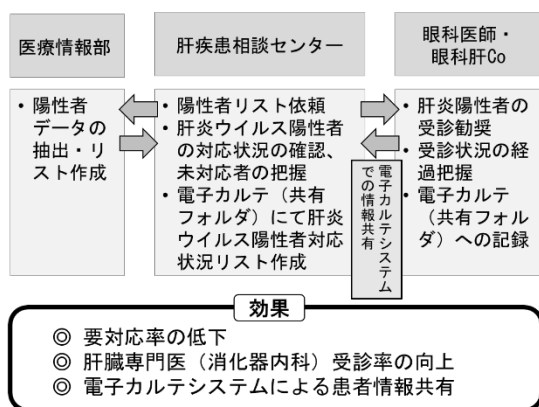 医療情報部
肝疾患相談センター
眼科医師・
眼科肝Co
• 陽性者
データの
抽出・リ
スト作成
• 陽性者リスト依頼
• 肝炎ウイルス陽性者
の対応状況の確認、
未対応者の把握
• 電子カルテ（共有
フォルダ）にて肝炎
ウイルス陽性者対応
状況リスト作成
電子カルテシステム
での情報共有
• 肝炎陽性者の
受診勧奨
• 受診状況の経
過把握
• 電子カルテ
（共有フォル
ダ）への記録
効果
◎ 要対応率の低下
◎ 肝臓専門医（消化器内科）受診率の向上
◎ 電子カルテシステムによる患者情報共有